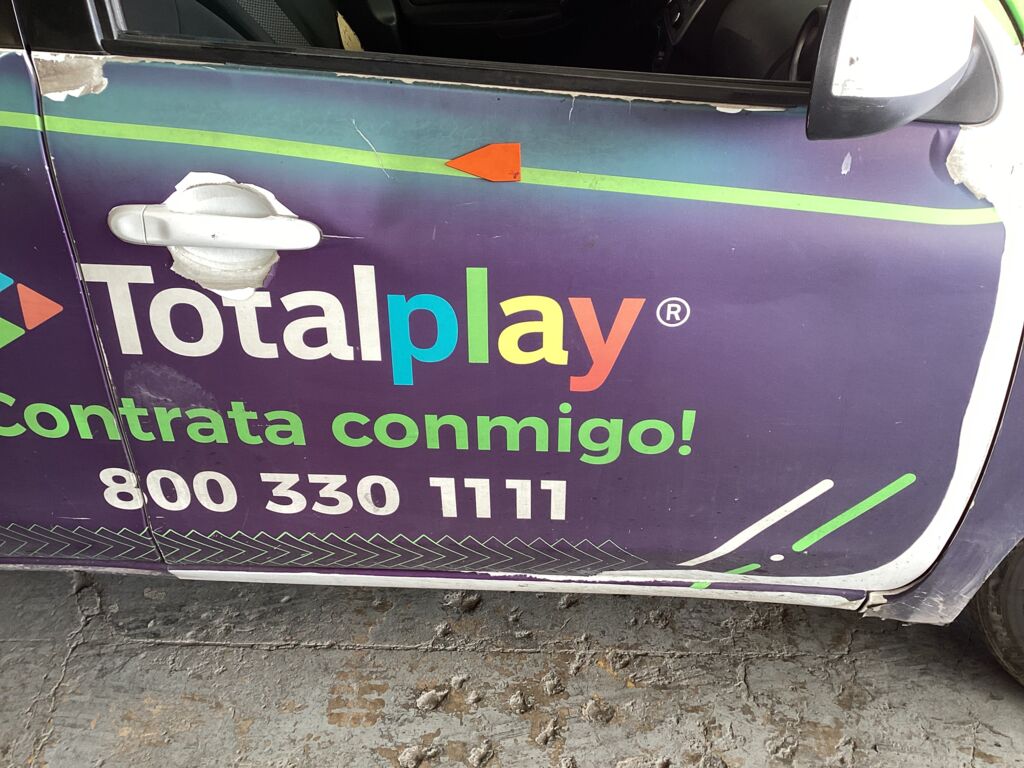 Totalplay®
Contrata conmigo!
800 330 1111